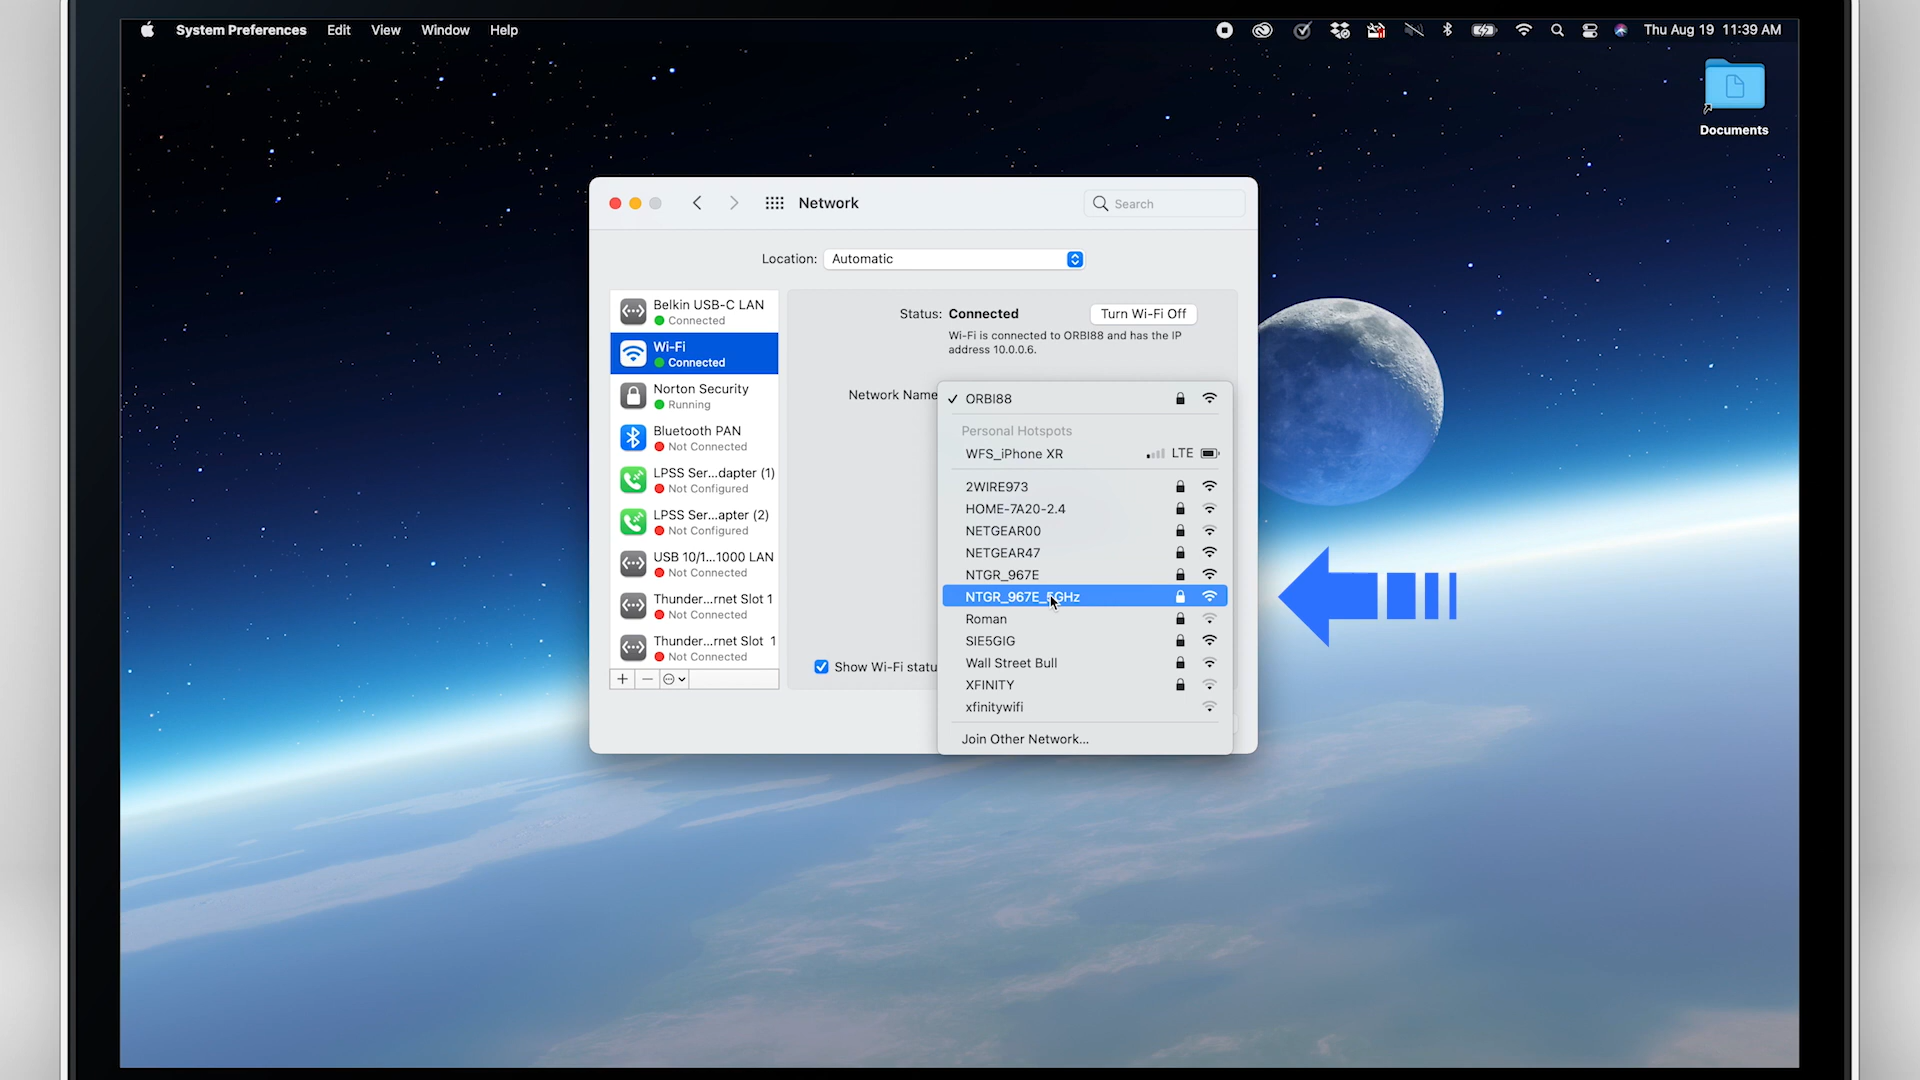 System Preferences Edit View Window Help Thu Aug 19 11:39 AM
Documents
Network Search
Location: Automatic
Belkin USB-C LAN
Connected
Wi-Fi
Connected
Norton Security
Running
Bluetooth PAN
Not Connected
LPSS Ser...dapter (1)
Not Configured
LPSS Ser...apter (2)
Not Configured
USB 10/1...1000 LAN
Not Connected
Thunder...rnet Slot 1
Not Connected
Thunder...rnet Slot 1
Not Connected
Status: Connected Turn Wi-Fi Off
Wi-Fi is connected to ORBI88 and has the IP
address 10.0.0.6.
Network Name
ORBI88
Personal Hotspots
WFS_iPhone XR LTE
2WIRE973
HOME-7A20-2.4
NETGEAR00
NETGEAR47
NTGR_967E
NTGR_967E_5GHz
Roman
SIE5GIG
Wall Street Bull
XFINITY
xfinitywifi
Join Other Network...
Show Wi-Fi statu